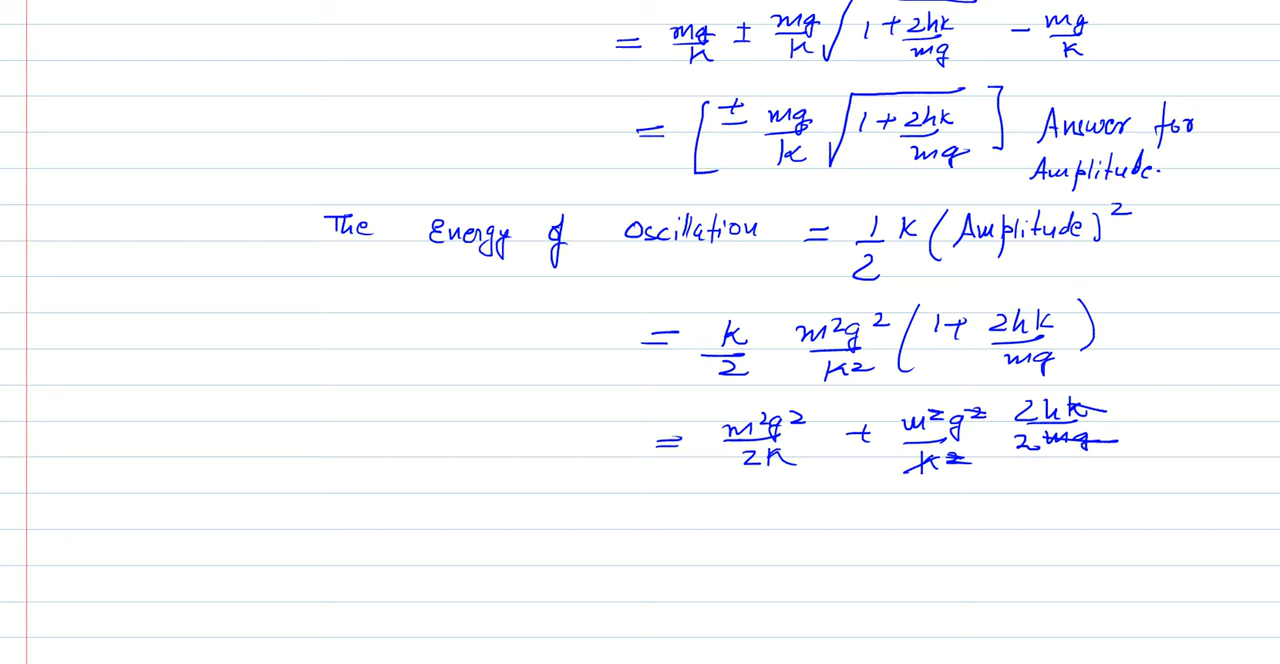 = mg/k ± mg/k √(1 + 2hk/mg) − mg/k
= [± mg/k √(1 + 2hk/mg)] Answer for
Amplitude.
The Energy of Oscillation = 1/2 k (Amplitude)²
= k/2 m²g²/k² (1 + 2hk/mg)
= m²g²/2k + m²g²/k² 2hk/2mg